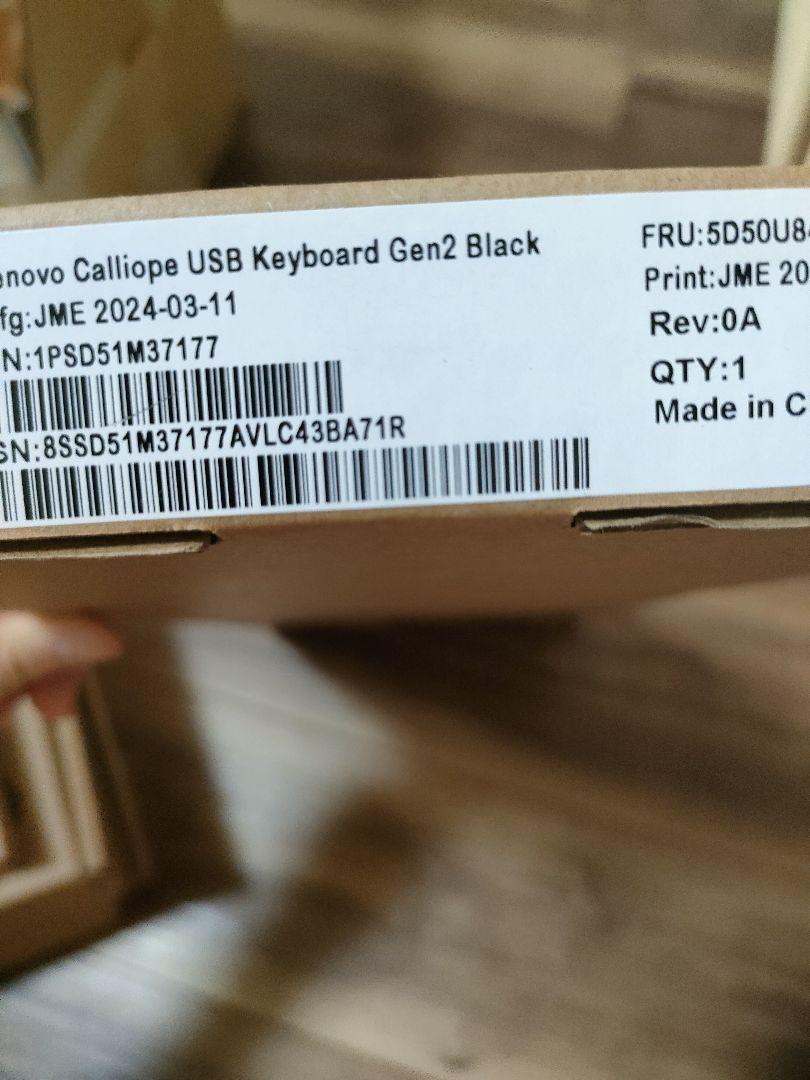 enovo Calliope USB Keyboard Gen2 Black
fg:JME 2024-03-11
N:1PSD51M37177
SN:8SSD51M37177AVLC43BA71R
FRU:5D50U8
Print:JME 20
Rev:0A
QTY:1
Made in C